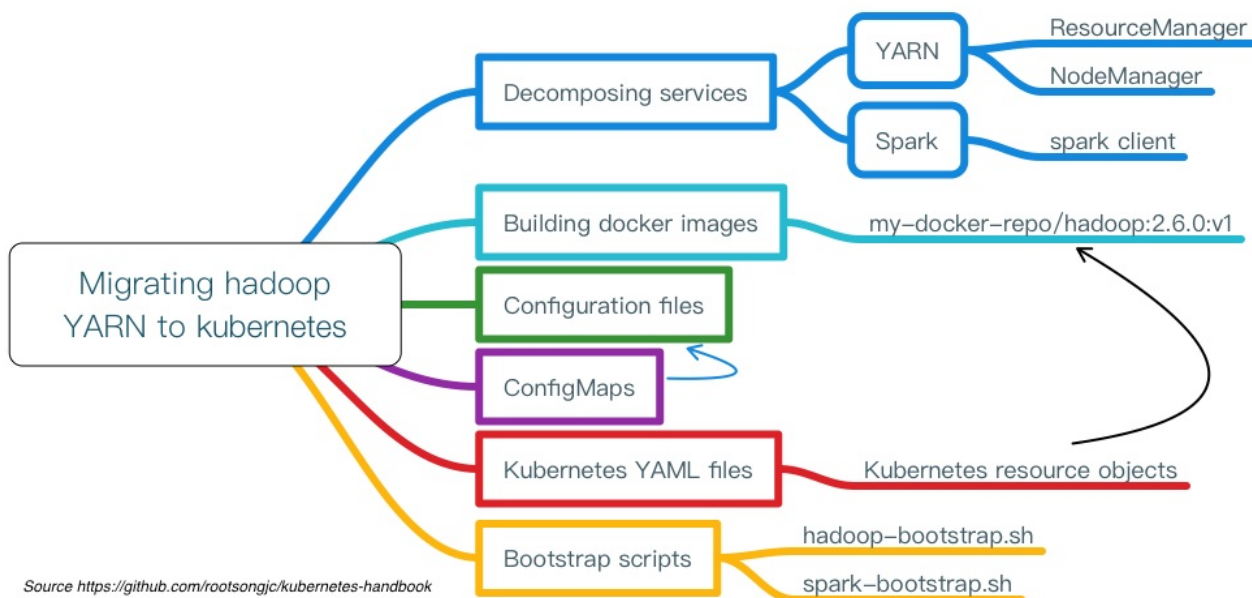 Migrating hadoop
YARN to kubernetes
Decomposing services
YARN
ResourceManager
NodeManager
Spark
spark client
Building docker images
my-docker-repo/hadoop:2.6.0:v1
Configuration files
ConfigMaps
Kubernetes YAML files
Kubernetes resource objects
Bootstrap scripts
hadoop-bootstrap.sh
spark-bootstrap.sh
Source https://github.com/rootsongjc/kubernetes-handbook